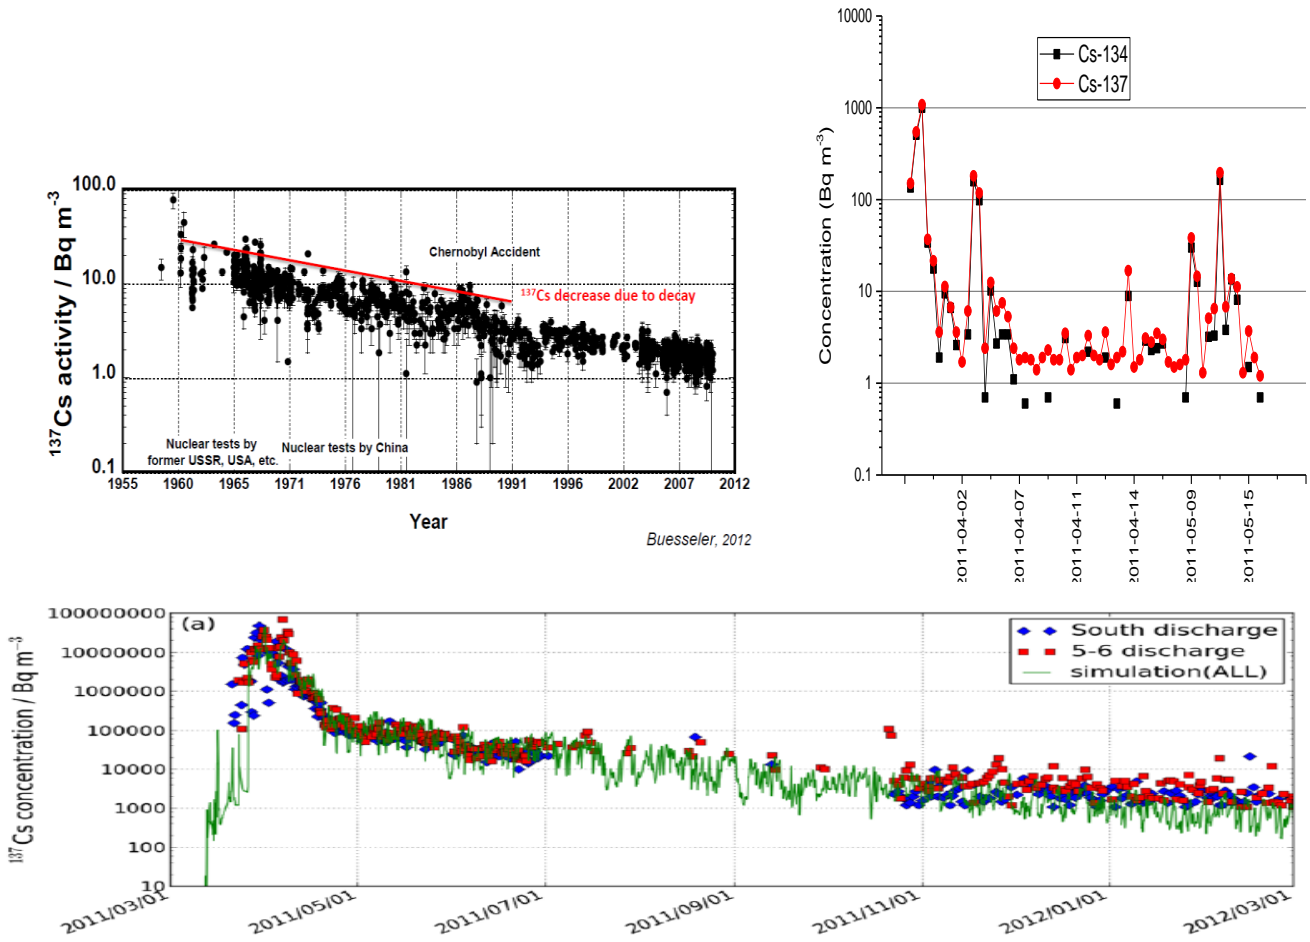 100.0
10.0
1.0
0.1
¹³⁷Cs activity / Bq m⁻³
Chernobyl Accident
¹³⁷Cs decrease due to decay
Nuclear tests by
former USSR, USA, etc.
Nuclear tests by China
1955 1960 1965 1971 1976 1981 1986 1991 1996 2002 2007 2012
Year
Buesseler, 2012
10000
1000
100
10
1
0.1
Concentration (Bq m⁻³)
Cs-134
Cs-137
2011-04-02
2011-04-07
2011-04-11
2011-04-14
2011-05-09
2011-05-15
(a)
100000000
10000000
1000000
100000
10000
1000
100
10
¹³⁷Cs concentration / Bq m⁻³
South discharge
5-6 discharge
simulation(ALL)
2011/03/01 2011/05/01 2011/07/01 2011/09/01 2011/11/01 2012/01/01 2012/03/01